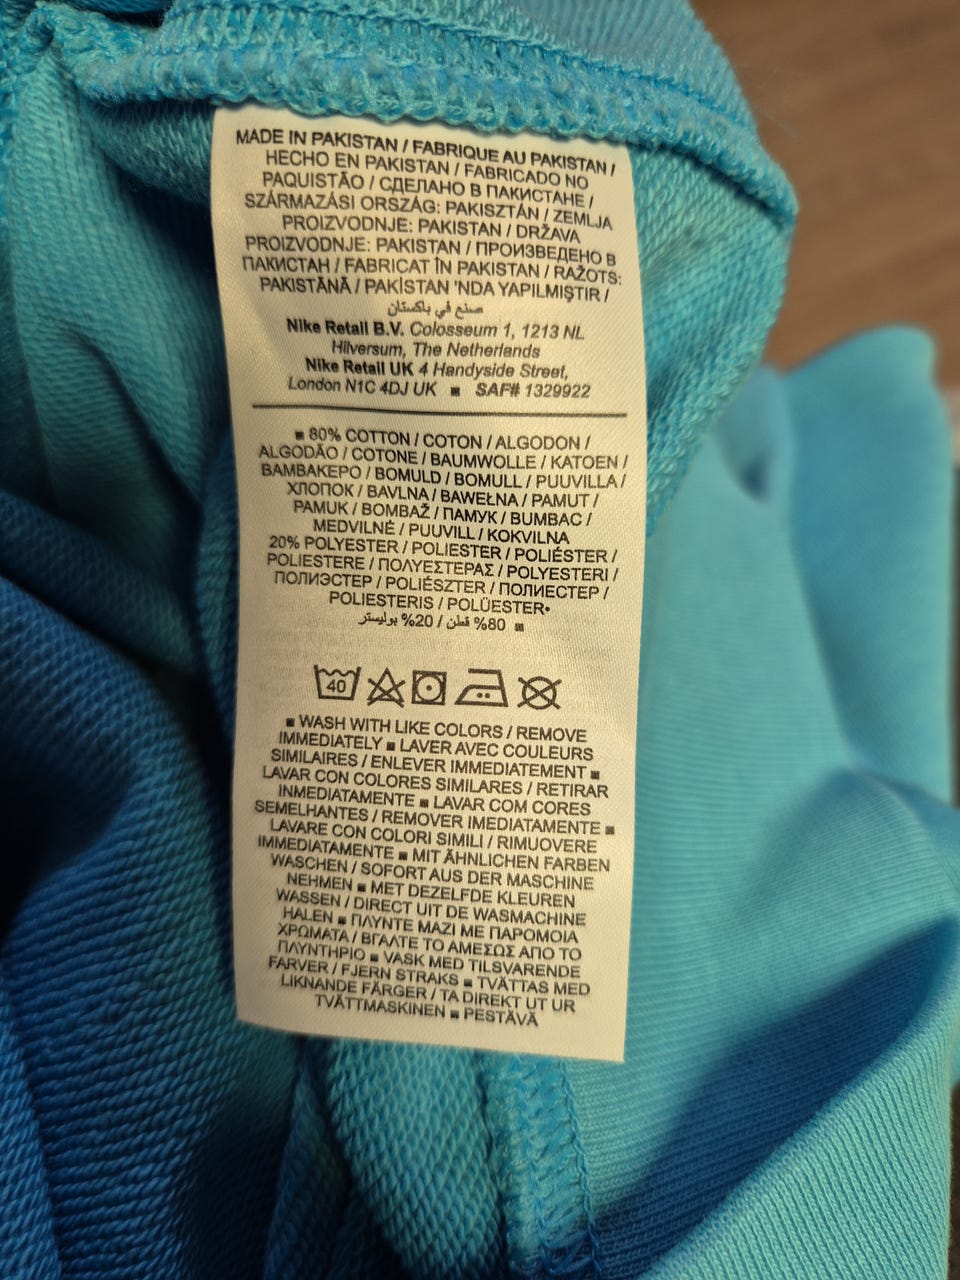 MADE IN PAKISTAN / FABRIQUE AU PAKISTAN /
HECHO EN PAKISTAN / FABRICADO NO
PAQUISTÃO / СДЕЛАНО В ПАКИСТАНЕ /
SZÁRMAZÁSI ORSZÁG: PAKISZTÁN / ZEMLJA
PROIZVODNJE: PAKISTAN / DRŽAVA
PROIZVODNJE: PAKISTAN / ПРОИЗВЕДЕНО В
ПАКИСТАН / FABRICAT ÎN PAKISTAN / RAŽOTS:
PAKISTĀNĀ / PAKİSTAN 'NDA YAPILMIŞTIR /
صنع في باكستان
Nike Retail B.V. Colosseum 1, 1213 NL
Hilversum, The Netherlands
Nike Retail UK 4 Handyside Street,
London N1C 4DJ UK ■ SAF# 1329922
■ 80% COTTON / COTON / ALGODON /
ALGODÃO / COTONE / BAUMWOLLE / KATOEN /
ΒΑΜΒΑΚΕΡΟ / BOMULD / BOMULL / PUUVILLA /
ХЛОПОК / BAVLNA / BAWEŁNA / PAMUT /
PAMUK / BOMBAŽ / ПАМУК / BUMBAC /
MEDVILNĖ / PUUVILL / KOKVILNA
20% POLYESTER / POLIESTER / POLIÉSTER /
POLIESTERE / ΠΟΛΥΕΣΤΕΡΑΣ / POLYESTERI /
ПОЛИЭСТЕР / POLIÉSZTER / ПОЛИЕСТЕР /
POLIESTERIS / POLÜESTER•
■ 80% قطن / 20% بوليستر
40
■ WASH WITH LIKE COLORS / REMOVE
IMMEDIATELY ■ LAVER AVEC COULEURS
SIMILAIRES / ENLEVER IMMEDIATEMENT ■
LAVAR CON COLORES SIMILARES / RETIRAR
INMEDIATAMENTE ■ LAVAR COM CORES
SEMELHANTES / REMOVER IMEDIATAMENTE ■
LAVARE CON COLORI SIMILI / RIMUOVERE
IMMEDIATAMENTE ■ MIT ÄHNLICHEN FARBEN
WASCHEN / SOFORT AUS DER MASCHINE
NEHMEN ■ MET DEZELFDE KLEUREN
WASSEN / DIRECT UIT DE WASMACHINE
HALEN ■ ΠΛΥΝΤΕ ΜΑΖΙ ΜΕ ΠΑΡΟΜΟΙΑ
ΧΡΩΜΑΤΑ / ΒΓΑΛΤΕ ΤΟ ΑΜΕΣΩΣ ΑΠΟ ΤΟ
ΠΛΥΝΤΗΡΙΟ ■ VASK MED TILSVARENDE
FARVER / FJERN STRAKS ■ TVÄTTAS MED
LIKNANDE FÄRGER / TA DIREKT UT UR
TVÄTTMASKINEN ■ PESTÄVÄ